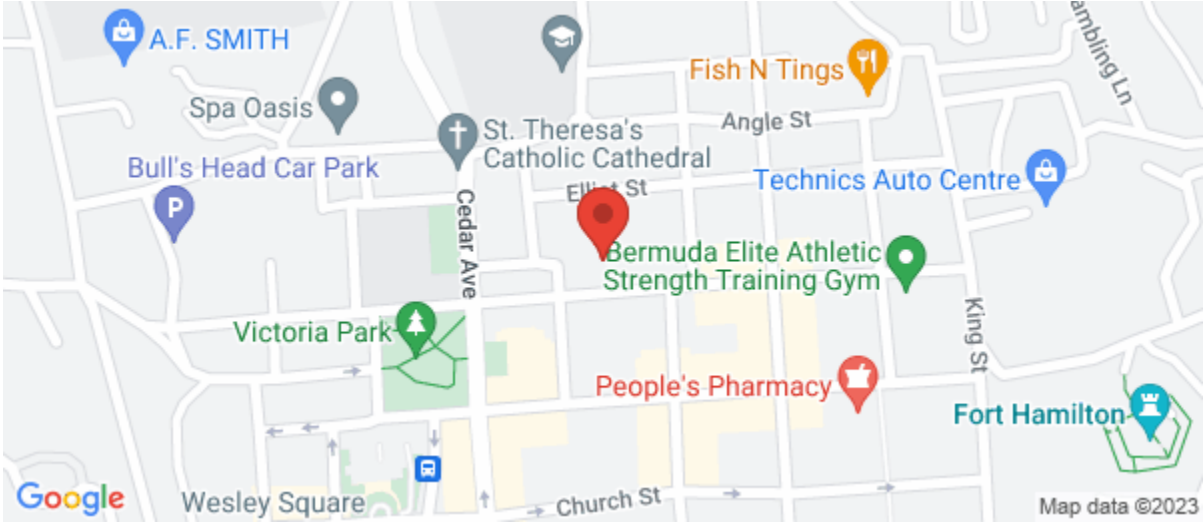 A.F. SMITH
Fish N Tings
ambling Ln
Spa Oasis
Angle St
St. Theresa's
Catholic Cathedral
Bull's Head Car Park
P
Elliot St
Technics Auto Centre
Cedar Ave
Bermuda Elite Athletic
Strength Training Gym
King St
Victoria Park
People's Pharmacy
Fort Hamilton
Google
Wesley Square
Church St
Map data ©2023